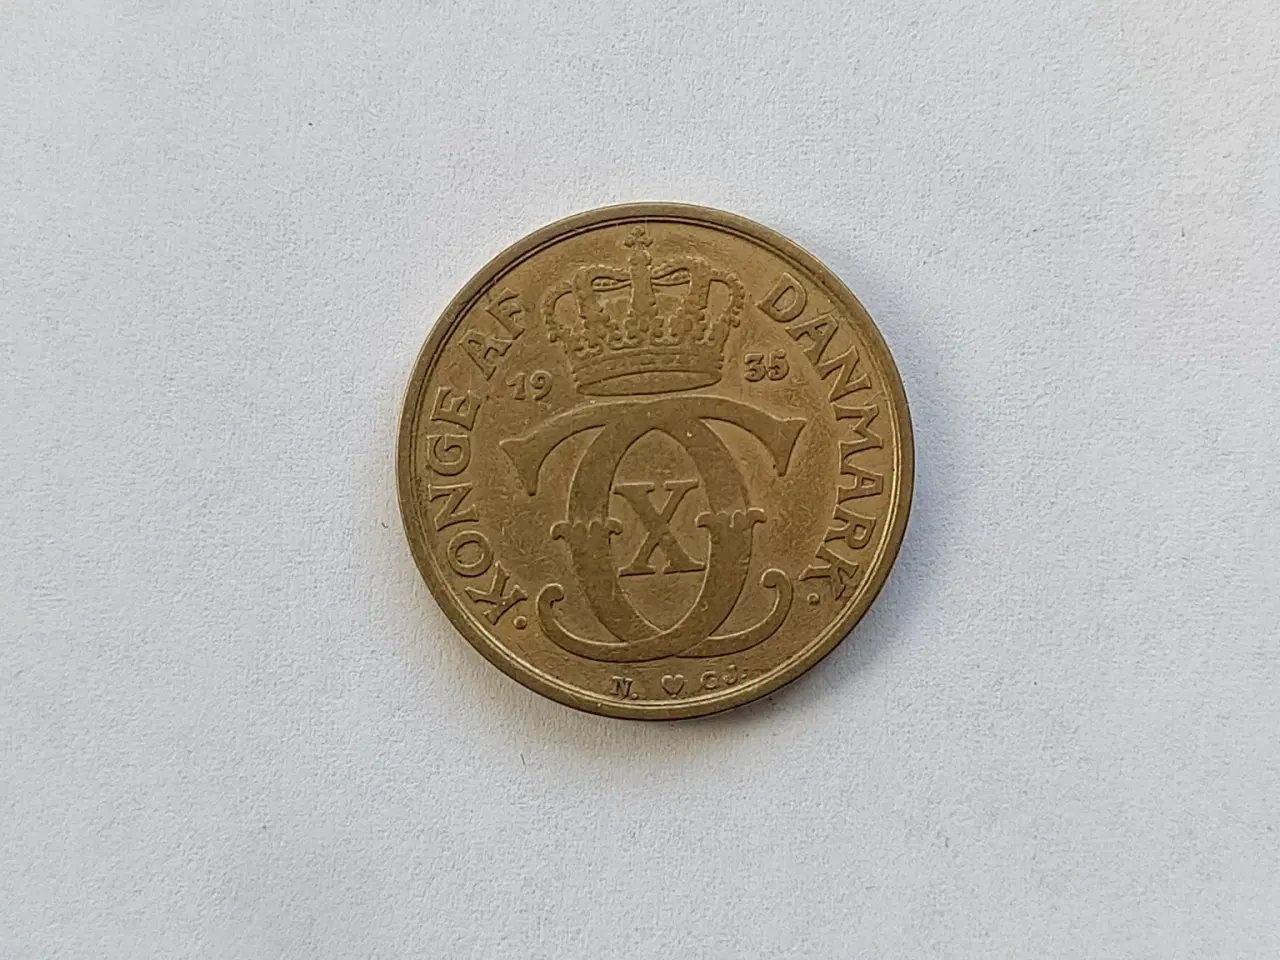 KONGE AF DANMARK
19 35
X
N. ♥ GJ.